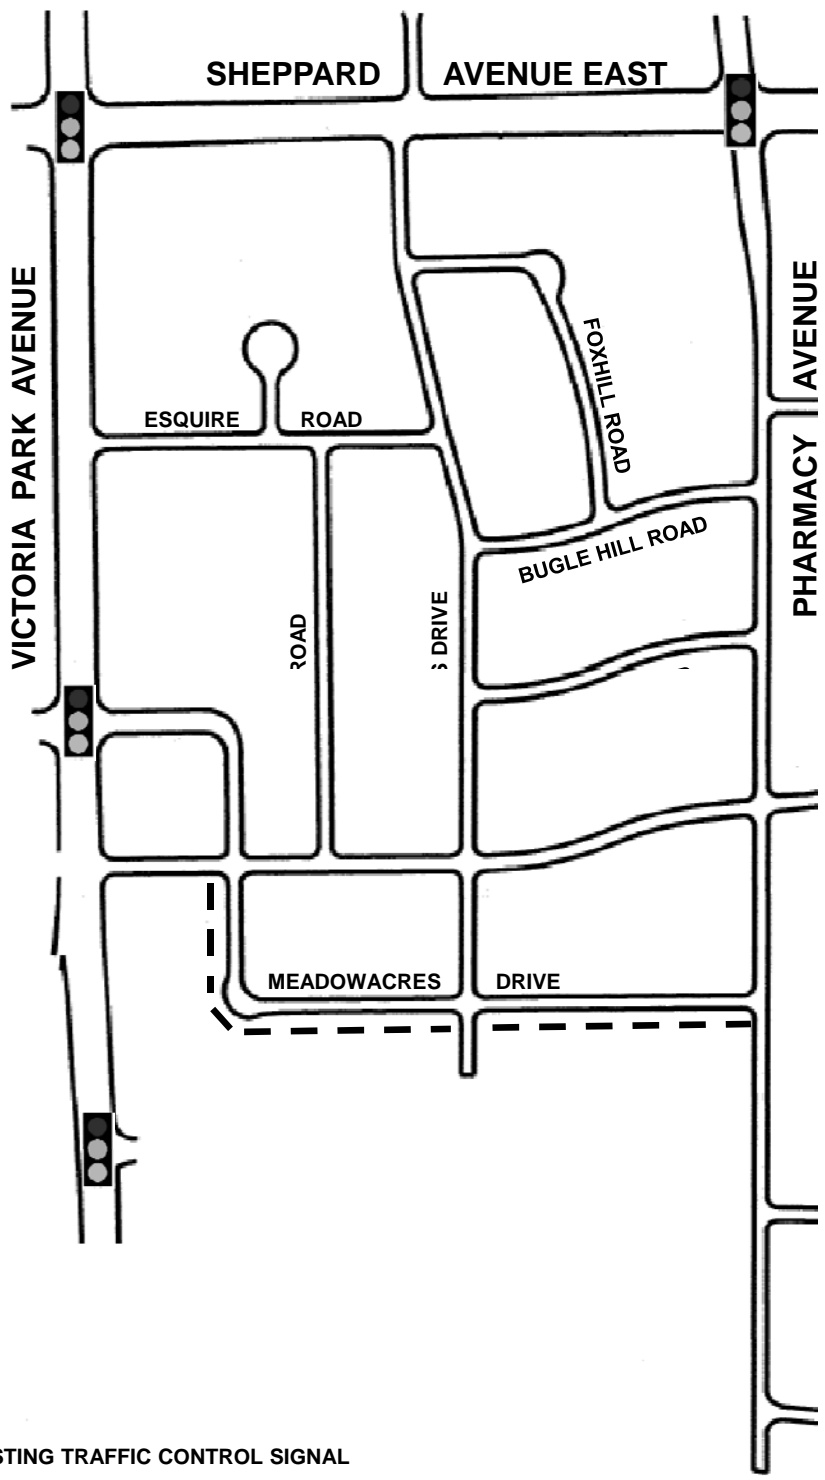 SHEPPARD AVENUE EAST
VICTORIA PARK AVENUE
PHARMACY AVENUE
FOXHILL ROAD
ESQUIRE ROAD
BUGLE HILL ROAD
ROAD
S DRIVE
MEADOWACRES DRIVE
STING TRAFFIC CONTROL SIGNAL